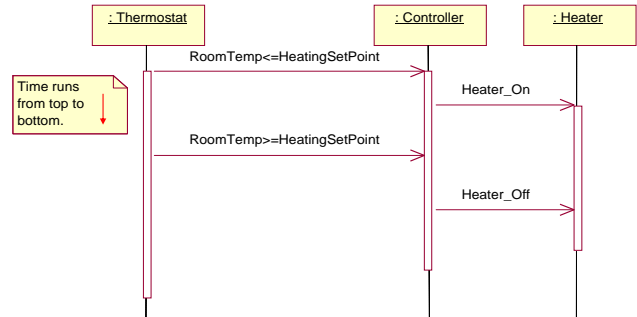 : Thermostat
: Controller
: Heater
RoomTemp<=HeatingSetPoint
Time runs
from top to
bottom.
Heater_On
RoomTemp>=HeatingSetPoint
Heater_Off